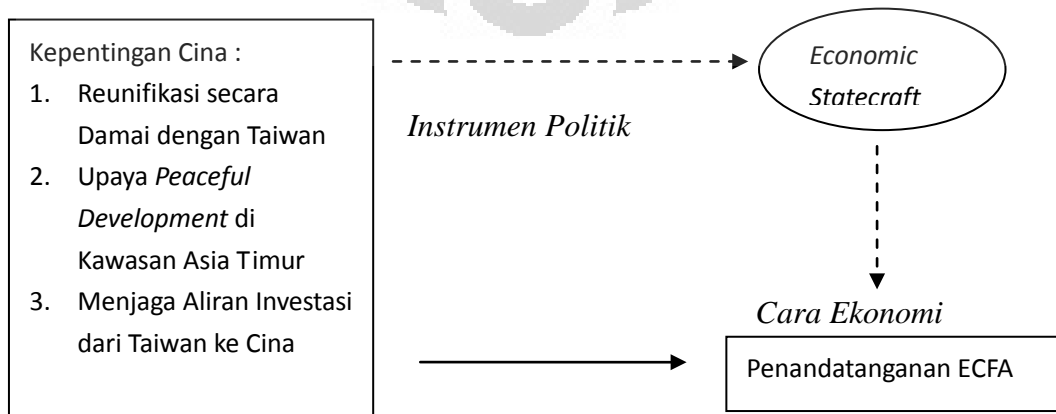 Kepentingan Cina :
1. Reunifikasi secara
Damai dengan Taiwan
2. Upaya Peaceful
Development di
Kawasan Asia Timur
3. Menjaga Aliran Investasi
dari Taiwan ke Cina
Instrumen Politik
Economic
Statecraft
Cara Ekonomi
Penandatanganan ECFA